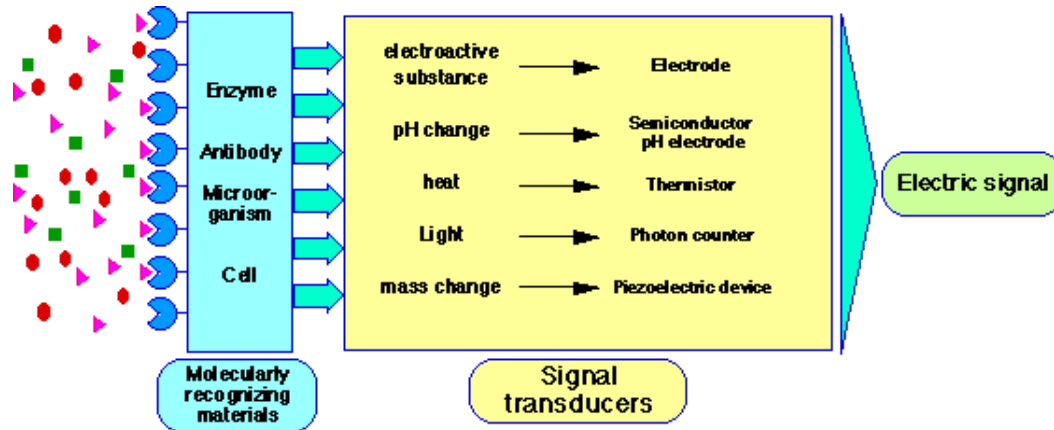 Enzyme
Antibody
Microor-
ganism
Cell
Molecularly
recognizing
materials
electroactive
substance
Electrode
pH change
Semiconductor
pH electrode
heat
Thermistor
Light
Photon counter
mass change
Piezoelectric device
Signal
transducers
Electric signal